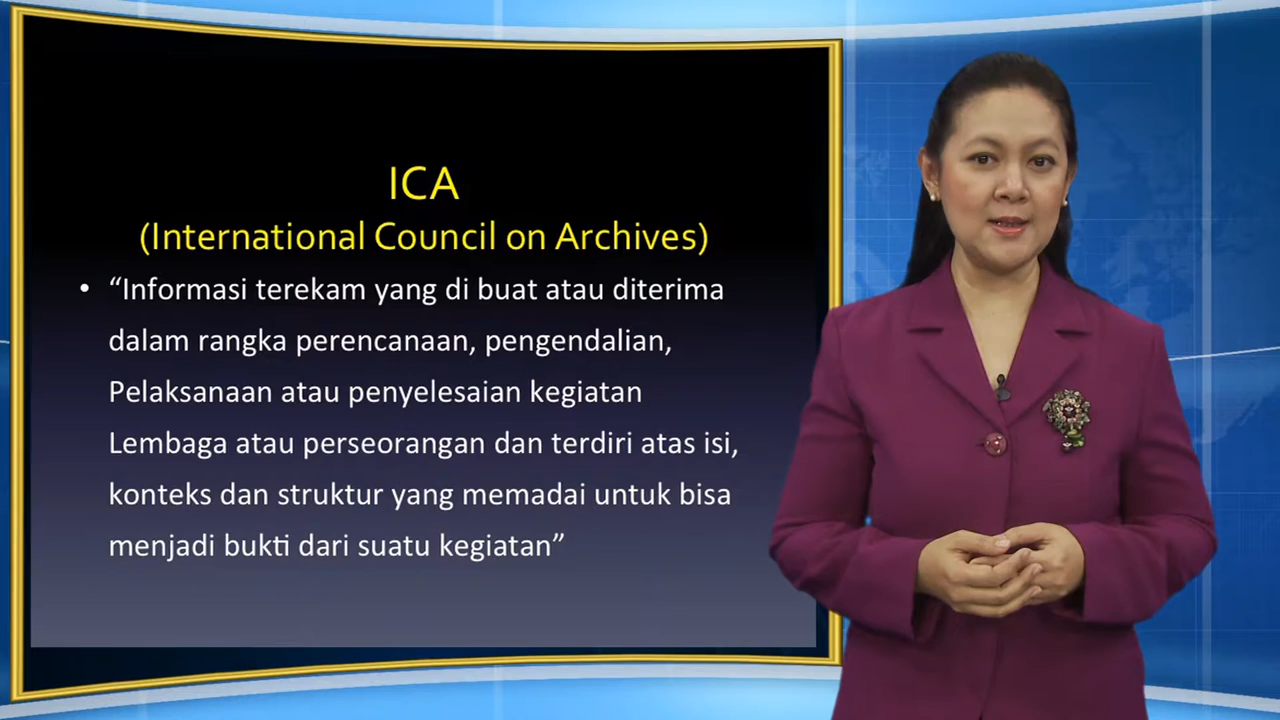 ICA
(International Council on Archives)
• “Informasi terekam yang di buat atau diterima
dalam rangka perencanaan, pengendalian,
Pelaksanaan atau penyelesaian kegiatan
Lembaga atau perseorangan dan terdiri atas isi,
konteks dan struktur yang memadai untuk bisa
menjadi bukti dari suatu kegiatan”